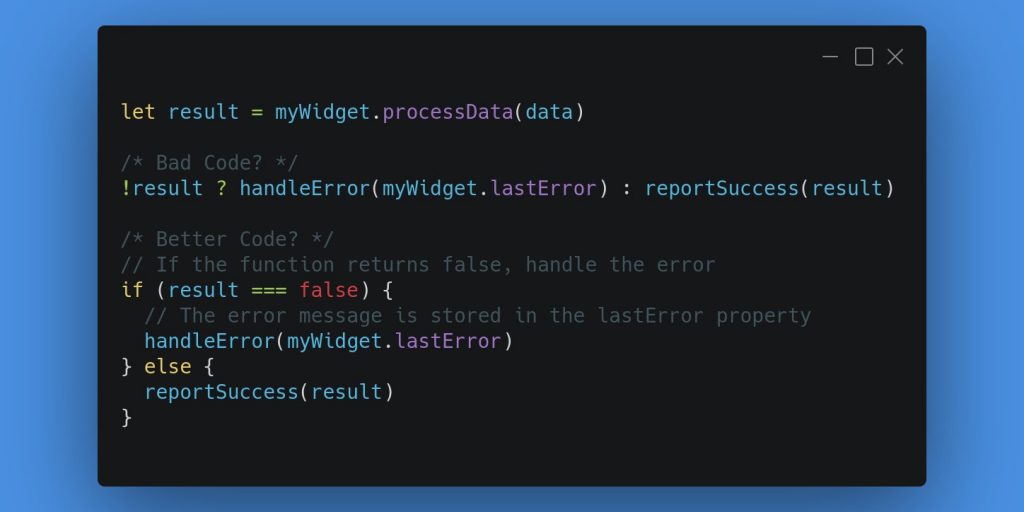 let result = myWidget.processData(data)
/* Bad Code? */
!result ? handleError(myWidget.lastError) : reportSuccess(result)
/* Better Code? */
// If the function returns false, handle the error
if (result === false) {
  // The error message is stored in the lastError property
  handleError(myWidget.lastError)
} else {
  reportSuccess(result)
}